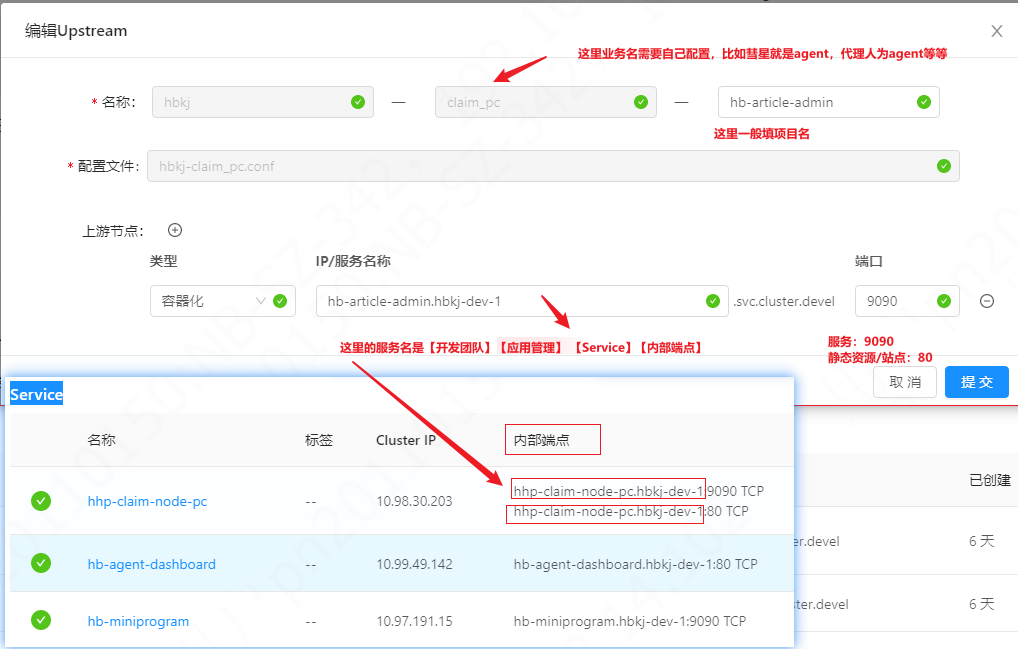 编辑Upstream
这里业务名需要自己配置，比如彗星就是agent，代理人为agent等等
* 名称： hbkj — claim_pc — hb-article-admin
这里一般填项目名
* 配置文件： hbkj-claim_pc.conf
上游节点：
类型 IP/服务名称 端口
容器化 hb-article-admin.hbkj-dev-1 .svc.cluster.devel 9090
这里的服务名是【开发团队】【应用管理】【Service】【内部端点】
服务：9090
静态资源/站点：80
取 消 提 交
Service
名称 标签 Cluster IP 内部端点
已创建
hhp-claim-node-pc -- 10.98.30.203 hhp-claim-node-pc.hbkj-dev-1:9090 TCP
hhp-claim-node-pc.hbkj-dev-1:80 TCP
er.devel 6 天
hb-agent-dashboard -- 10.99.49.142 hb-agent-dashboard.hbkj-dev-1:80 TCP
ster.devel 6 天
hb-miniprogram -- 10.97.191.15 hb-miniprogram.hbkj-dev-1:9090 TCP